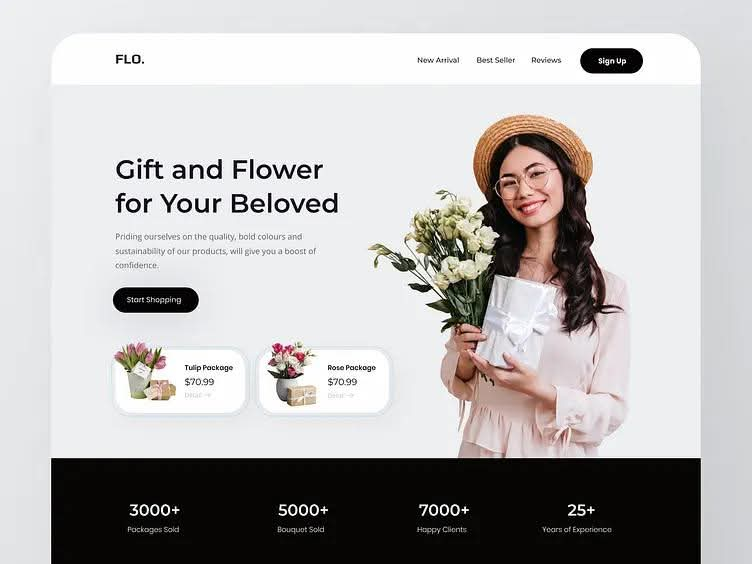 FLO.
New Arrival
Best Seller
Reviews
Sign Up
Gift and Flower
for Your Beloved
Priding ourselves on the quality, bold colours and
sustainability of our products, will give you a boost of
confidence.
Start Shopping
Tulip Package
$70.99
Detail →
Rose Package
$70.99
Detail →
3000+
Packages Sold
5000+
Bouquet Sold
7000+
Happy Clients
25+
Years of Experience